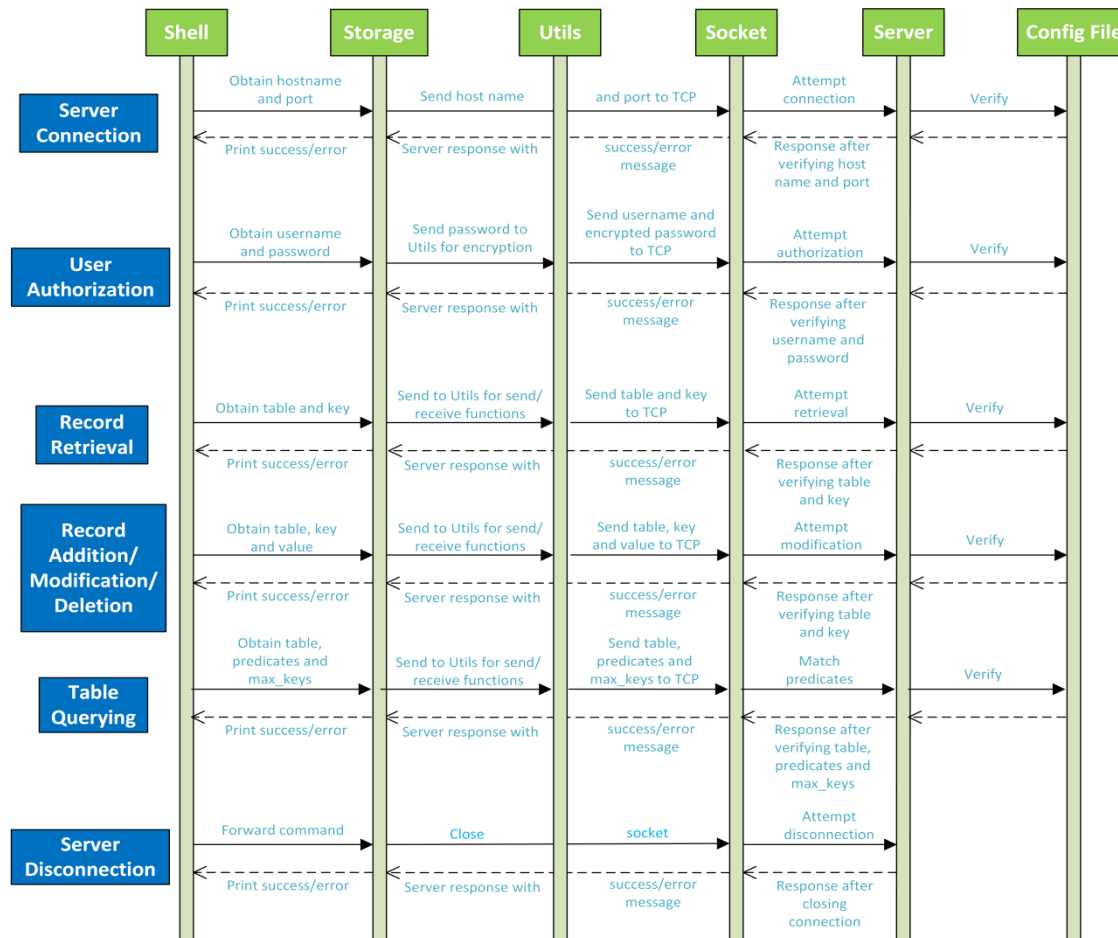 Shell
Storage
Utils
Socket
Server
Config File
Server
Connection
Obtain hostname
and port
Send host name
and port to TCP
Attempt
connection
Verify
Print success/error
Server response with
success/error
message
Response after
verifying host
name and port
User
Authorization
Obtain username
and password
Send password to
Utils for encryption
Send username and
encrypted password
to TCP
Attempt
authorization
Verify
Print success/error
Server response with
success/error
message
Response after
verifying
username and
password
Record
Retrieval
Obtain table and key
Send to Utils for send/
receive functions
Send table and key
to TCP
Attempt
retrieval
Verify
Print success/error
Server response with
success/error
message
Response after
verifying table
and key
Record
Addition/
Modification/
Deletion
Obtain table, key
and value
Send to Utils for send/
receive functions
Send table, key
and value to TCP
Attempt
modification
Verify
Print success/error
Server response with
success/error
message
Response after
verifying table
and key
Table
Querying
Obtain table,
predicates and
max_keys
Send to Utils for send/
receive functions
Send table,
predicates and
max_keys to TCP
Match
predicates
Verify
Print success/error
Server response with
success/error
message
Response after
verifying table,
predicates and
max_keys
Server
Disconnection
Forward command
Close
socket
Attempt
disconnection
Print success/error
Server response with
success/error
message
Response after
closing
connection